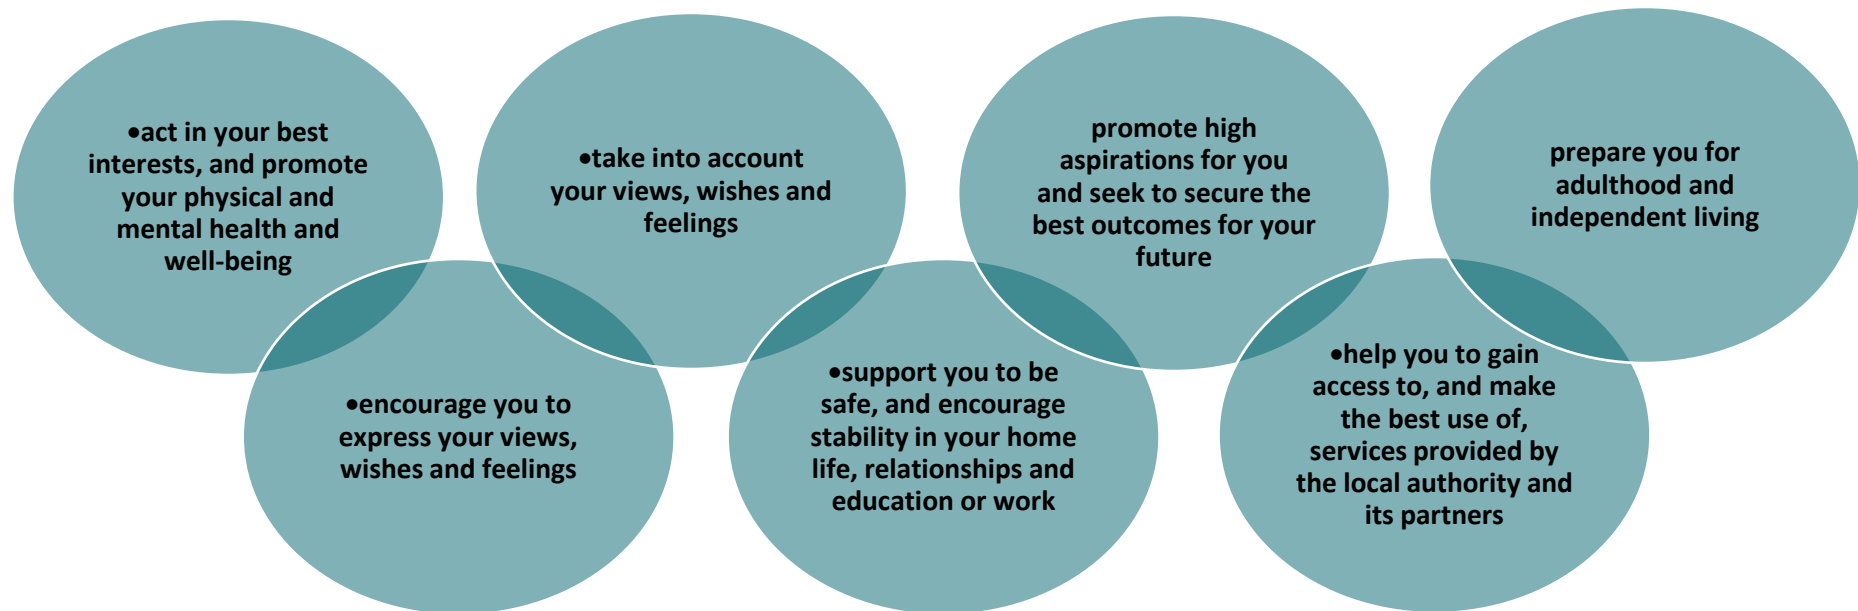 •act in your best
interests, and promote
your physical and
mental health and
well-being
•encourage you to
express your views,
wishes and feelings
•take into account
your views, wishes and
feelings
•support you to be
safe, and encourage
stability in your home
life, relationships and
education or work
promote high
aspirations for you
and seek to secure the
best outcomes for your
future
•help you to gain
access to, and make
the best use of,
services provided by
the local authority and
its partners
prepare you for
adulthood and
independent living